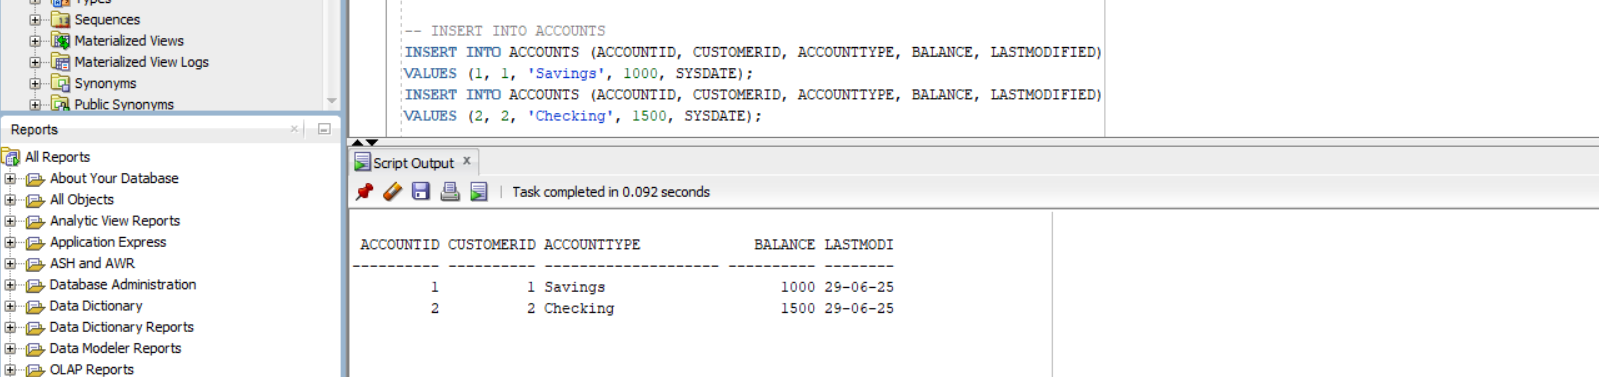 Types
Sequences
Materialized Views
Materialized View Logs
Synonyms
Public Synonyms
Reports
All Reports
About Your Database
All Objects
Analytic View Reports
Application Express
ASH and AWR
Database Administration
Data Dictionary
Data Dictionary Reports
Data Modeler Reports
OLAP Reports
-- INSERT INTO ACCOUNTS
INSERT INTO ACCOUNTS (ACCOUNTID, CUSTOMERID, ACCOUNTTYPE, BALANCE, LASTMODIFIED)
VALUES (1, 1, 'Savings', 1000, SYSDATE);
INSERT INTO ACCOUNTS (ACCOUNTID, CUSTOMERID, ACCOUNTTYPE, BALANCE, LASTMODIFIED)
VALUES (2, 2, 'Checking', 1500, SYSDATE);
Script Output x
Task completed in 0.092 seconds
ACCOUNTID CUSTOMERID ACCOUNTTYPE BALANCE LASTMODI
---------- ---------- -------------------- ---------- --------
1 1 Savings 1000 29-06-25
2 2 Checking 1500 29-06-25